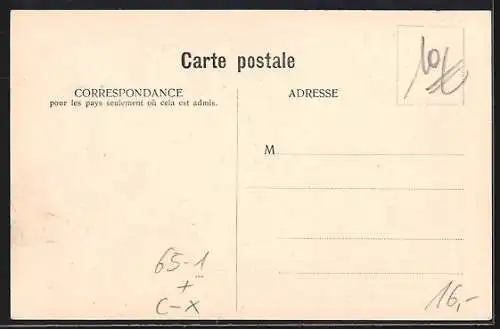 Carte postale
CORRESPONDANCE
pour les pays seulement où cela est admis.
ADRESSE
M
65-1
+
C-X
16,-